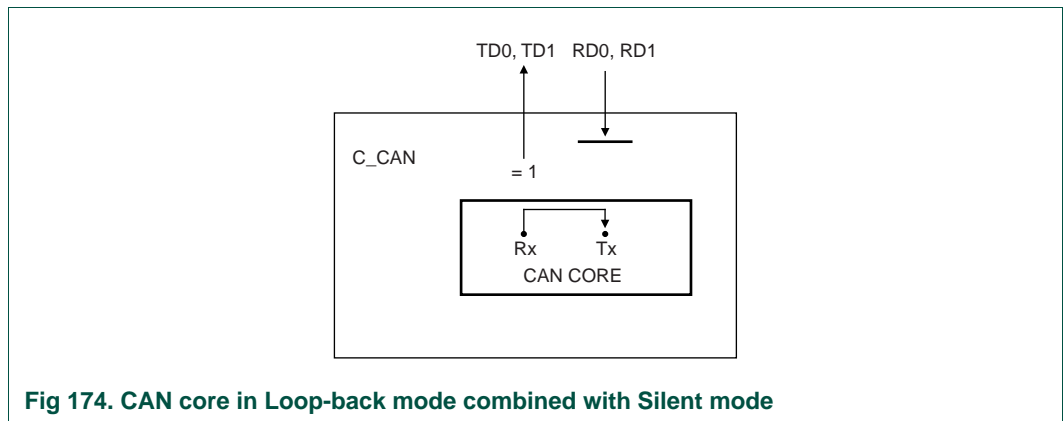 TD0, TD1 RD0, RD1
C_CAN
= 1
Rx Tx
CAN CORE
Fig 174. CAN core in Loop-back mode combined with Silent mode